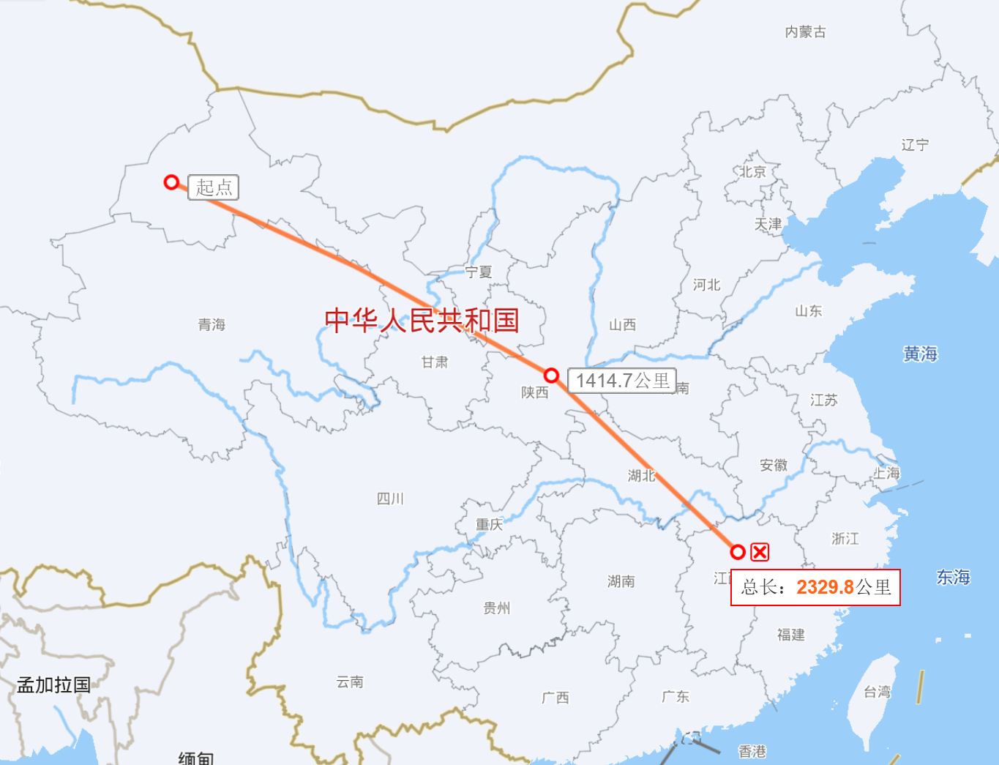 内蒙古
辽宁
北京
起点
天津
宁夏
河北
山东
中华人民共和国
青海
山西
黄海
甘肃
1414.7公里
南
陕西
江苏
安徽
上海
湖北
四川
重庆
浙江
东海
江
湖南
总长：2329.8公里
贵州
福建
云南
孟加拉国
广西
广东
台湾
香港
缅甸